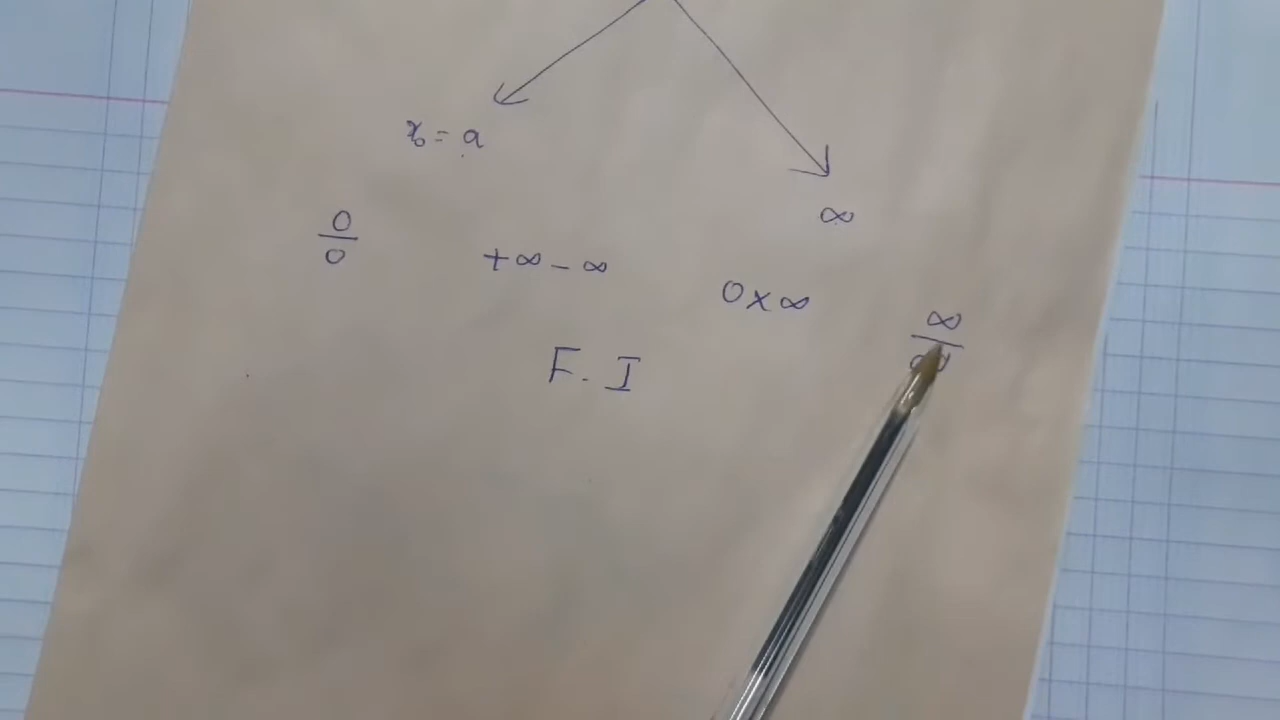 x₀ = a
∞
0/0
+∞ - ∞
0 x ∞
∞/∞
F. I